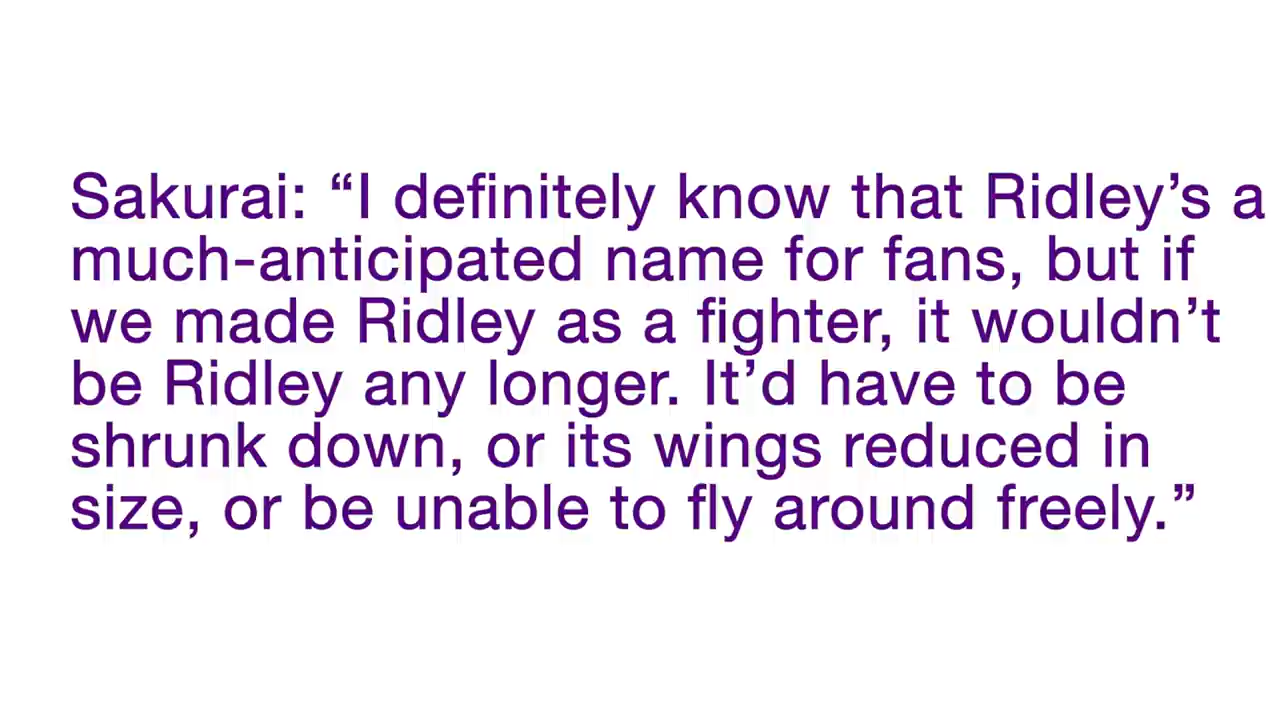 Sakurai: “I definitely know that Ridley’s a
much-anticipated name for fans, but if
we made Ridley as a fighter, it wouldn’t
be Ridley any longer. It’d have to be
shrunk down, or its wings reduced in
size, or be unable to fly around freely.”